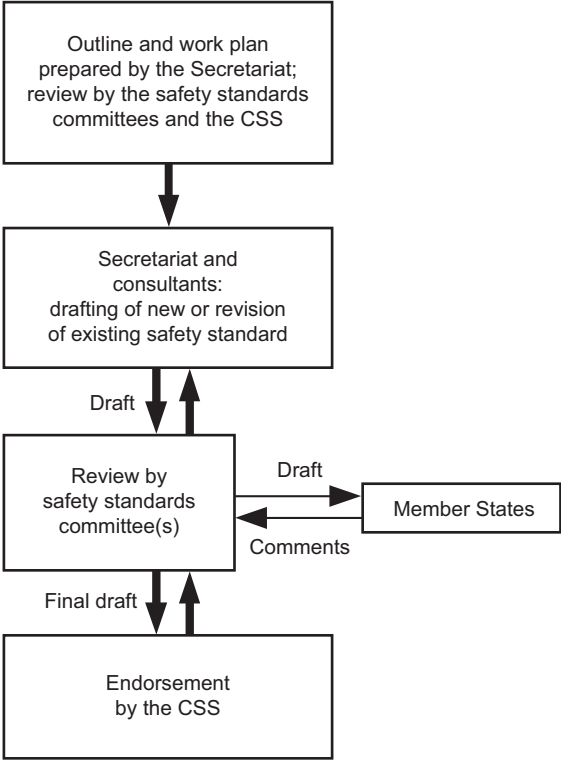 Outline and work plan
prepared by the Secretariat;
review by the safety standards
committees and the CSS
Secretariat and
consultants:
drafting of new or revision
of existing safety standard
Draft
Review by
safety standards
committee(s)
Draft
Member States
Comments
Final draft
Endorsement
by the CSS